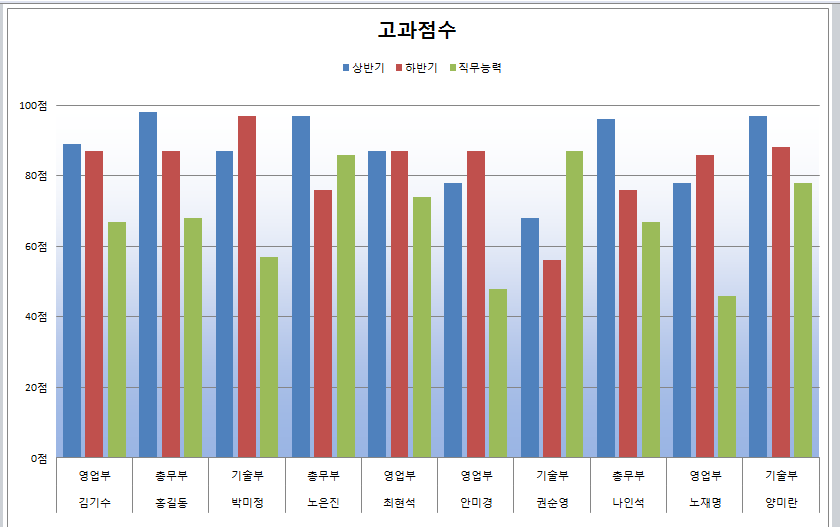 고과점수
상반기 하반기 직무능력
100점
80점
60점
40점
20점
0점
영업부 총무부 기술부 총무부 영업부 영업부 기술부 총무부 영업부 기술부
김기수 홍길동 박미정 노은진 최현석 안미경 권순영 나인석 노재명 양미란